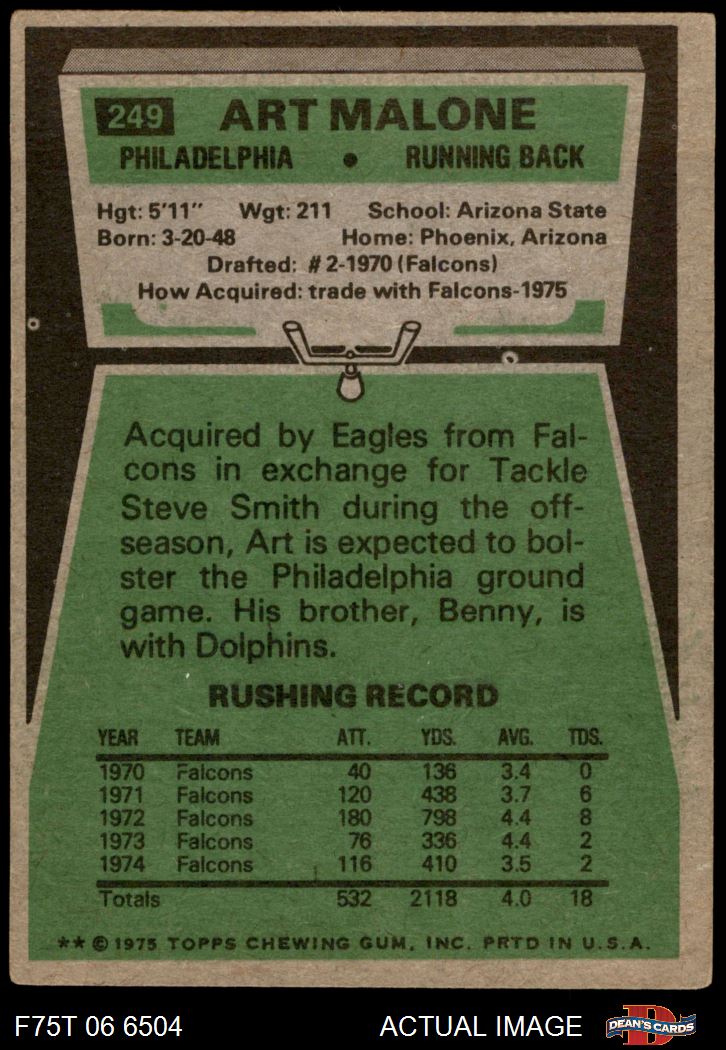 249 ART MALONE
PHILADELPHIA • RUNNING BACK
Hgt: 5'11" Wgt: 211 School: Arizona State
Born: 3-20-48 Home: Phoenix, Arizona
Drafted: #2-1970 (Falcons)
How Acquired: trade with Falcons-1975
Acquired by Eagles from Fal-
cons in exchange for Tackle
Steve Smith during the off-
season, Art is expected to bol-
ster the Philadelphia ground
game. His brother, Benny, is
with Dolphins.
RUSHING RECORD
YEAR TEAM ATT. YDS. AVG. TDS.
1970 Falcons 40 136 3.4 0
1971 Falcons 120 438 3.7 6
1972 Falcons 180 798 4.4 8
1973 Falcons 76 336 4.4 2
1974 Falcons 116 410 3.5 2
Totals 532 2118 4.0 18
** © 1975 TOPPS CHEWING GUM, INC. PRTD IN U.S.A.
F75T 06 6504 ACTUAL IMAGE D DEAN'S CARDS